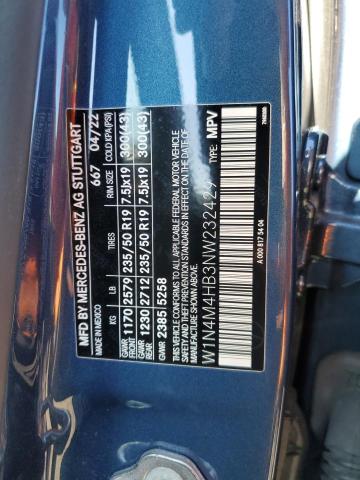 MFD BY MERCEDES-BENZ AG STUTTGART
MADE IN MEXICO 667 04/22
KG LB TIRES RIM SIZE COLD KPA(PSI)
GAWR FRONT 1170 2579 235/50 R19 7.5Jx19 300(43)
GAWR REAR 1230 2712 235/50 R19 7.5Jx19 300(43)
GVWR 2385 5258
THIS VEHICLE CONFORMS TO ALL APPLICABLE FEDERAL MOTOR VEHICLE
SAFETY AND THEFT PREVENTION STANDARDS IN EFFECT ON THE DATE OF
MANUFACTURE SHOWN ABOVE.
W1N4M4HB3NW232429 TYPE: MPV
A 000 817 54 04